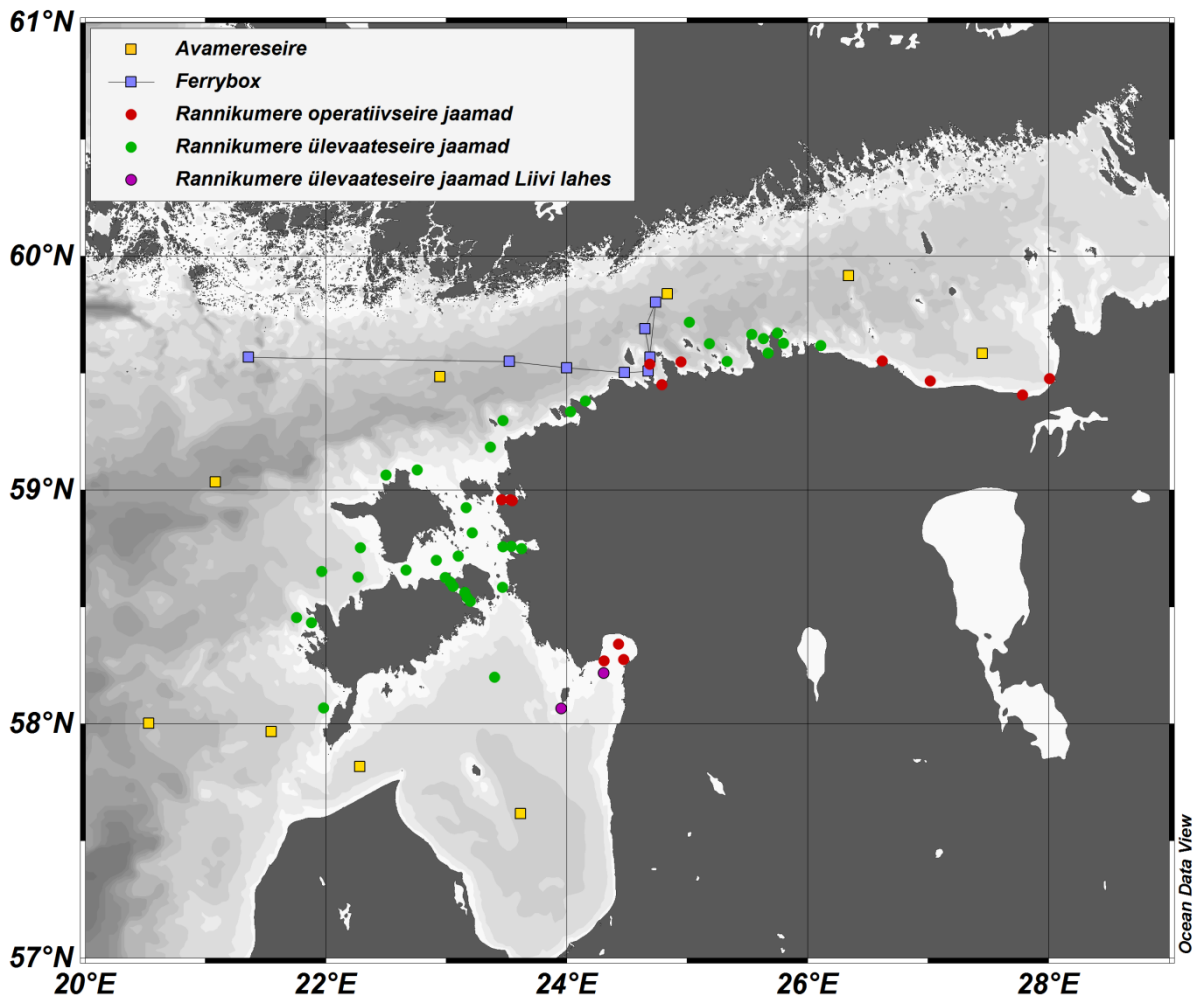 61°N
Avamereseire
Ferrybox
Rannikumere operatiivseire jaamad
Rannikumere ülevaateseire jaamad
Rannikumere ülevaateseire jaamad Liivi lahes
60°N
59°N
58°N
57°N
20°E
22°E
24°E
26°E
28°E
Ocean Data View